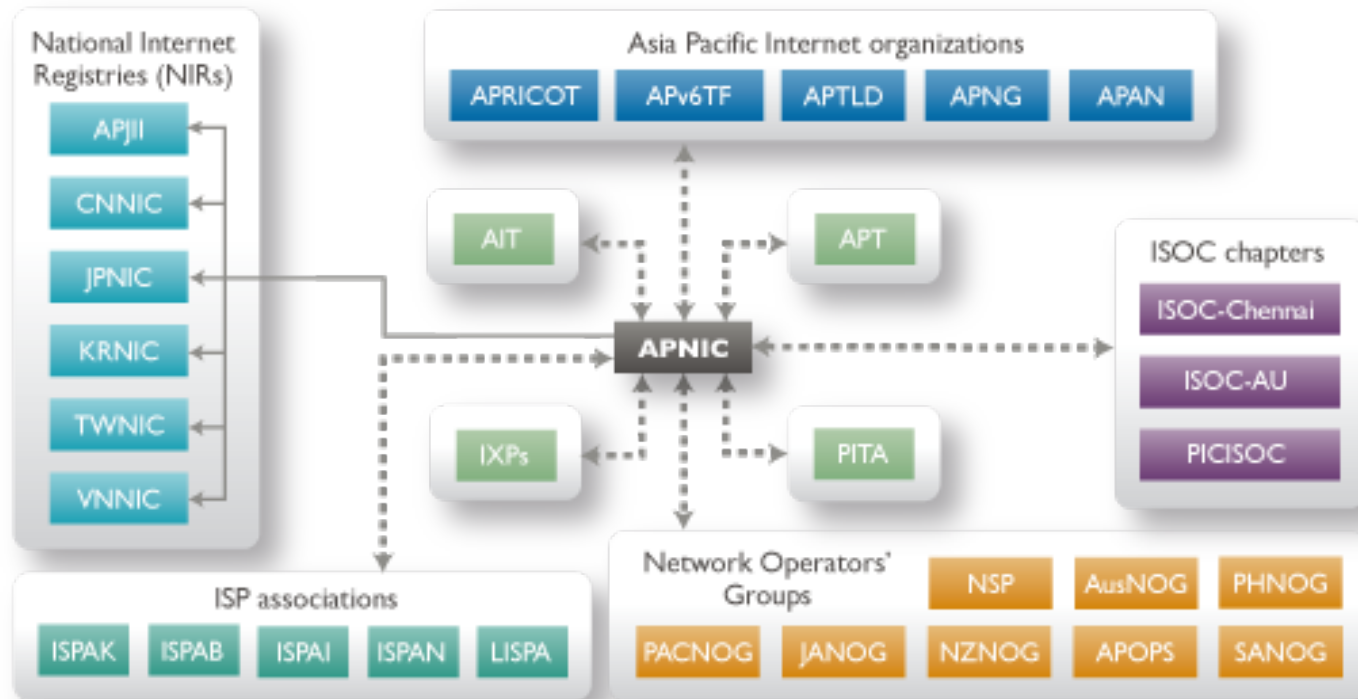 National Internet
Registries (NIRs)
APJII
CNNIC
JPNIC
KRNIC
TWNIC
VNNIC
Asia Pacific Internet organizations
APRICOT
APv6TF
APTLD
APNG
APAN
AIT
APT
APNIC
IXPs
PITA
ISOC chapters
ISOC-Chennai
ISOC-AU
PICISOC
ISP associations
ISPAK
ISPAB
ISPAI
ISPAN
LISPA
Network Operators'
Groups
NSP
AusNOG
PHNOG
PACNOG
JANOG
NZNOG
APOPS
SANOG